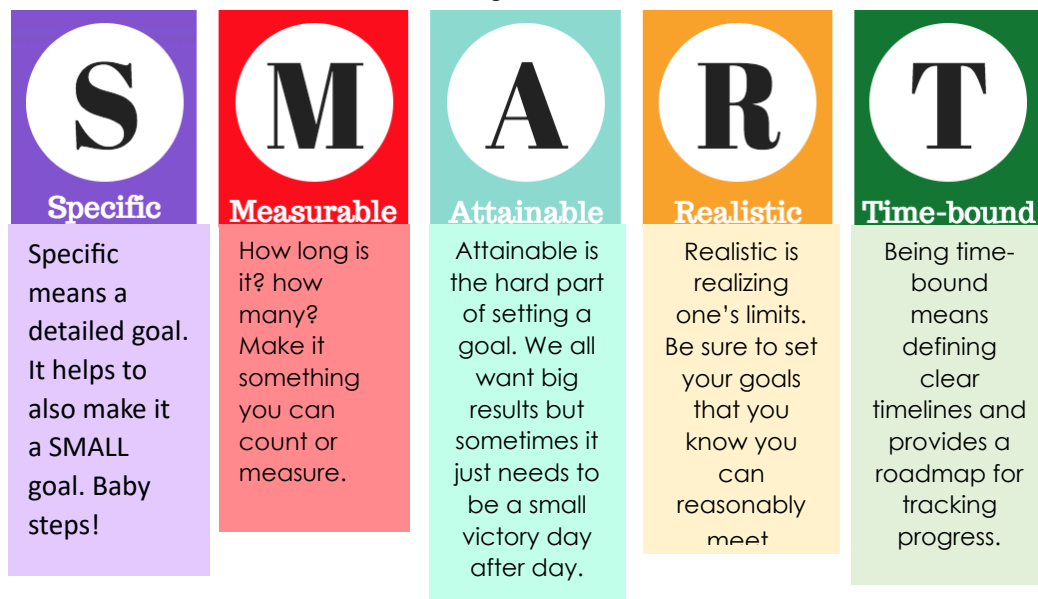 S
Specific
Specific
means a
detailed goal.
It helps to
also make it
a SMALL
goal. Baby
steps!
M
Measurable
How long is
it? how
many?
Make it
something
you can
count or
measure.
A
Attainable
Attainable is
the hard part
of setting a
goal. We all
want big
results but
sometimes it
just needs to
be a small
victory day
after day.
R
Realistic
Realistic is
realizing
one’s limits.
Be sure to set
your goals
that you
know you
can
reasonably
meet
T
Time-bound
Being time-
bound
means
defining
clear
timelines and
provides a
roadmap for
tracking
progress.